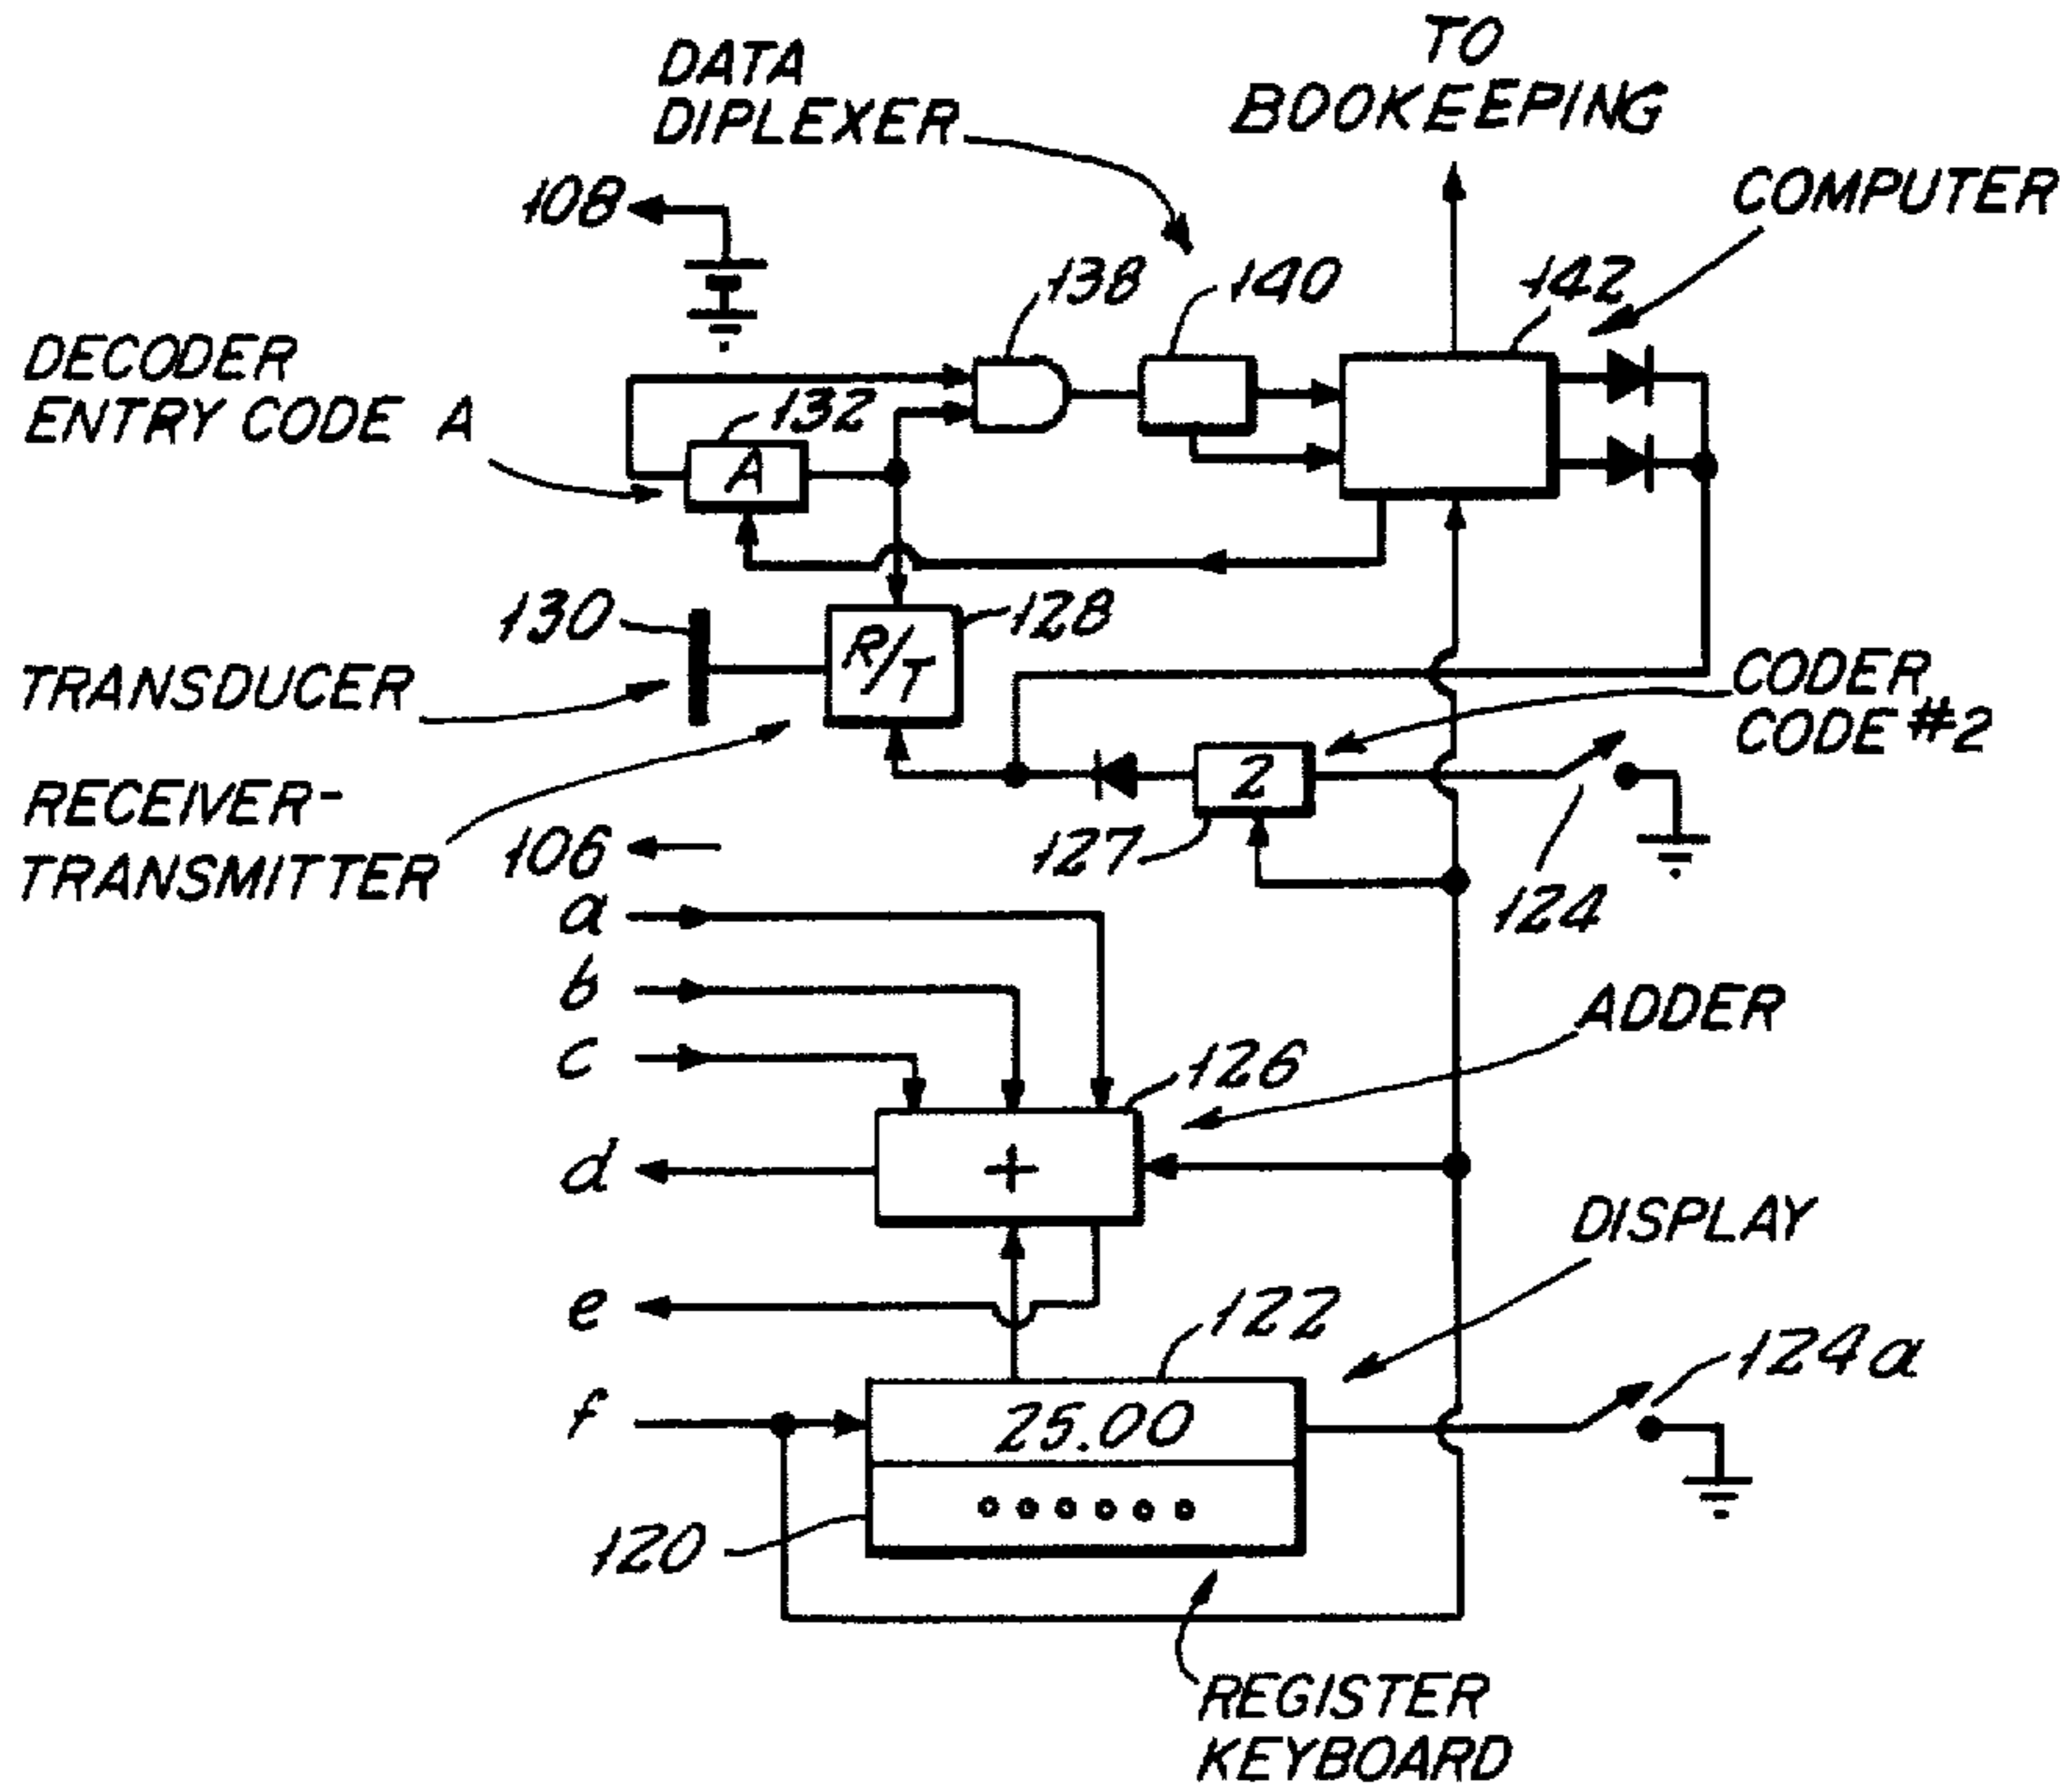 DATA
DIPLEXER
TO
BOOKEEPING
COMPUTER
108
138
140
142
DECODER
ENTRY CODE A
132
A
130
128
R/T
TRANSDUCER
CODER,
CODE #2
RECEIVER-
TRANSMITTER
2
127
124
106
a
b
c
ADDER
126
d
+
DISPLAY
e
122
124a
f
25.00
120
REGISTER
KEYBOARD